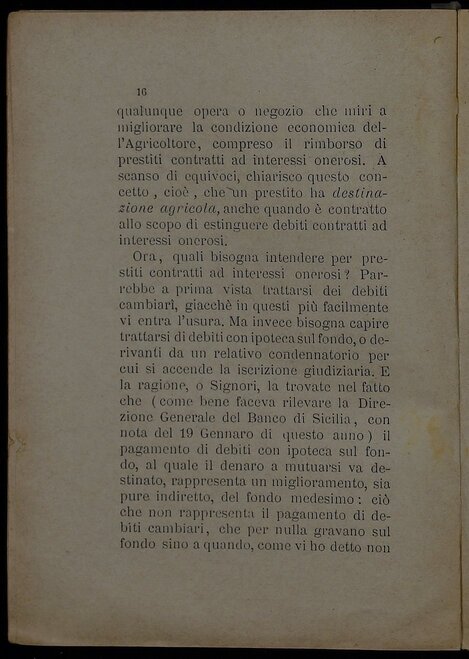 16
qualunque opera o negozio che miri a
migliorare la condizione economica del-
l'Agricoltore, compreso il rimborso di
prestiti contratti ad interessi onerosi. A
scanso di equivoci, chiarisco questo con-
cetto, cioè, che un prestito ha destina-
zione agricola, anche quando è contratto
allo scopo di estinguere debiti contratti ad
interessi onerosi.
Ora, quali bisogna intendere per pre-
stiti contratti ad interessi onerosi? Par-
rebbe a prima vista trattarsi dei debiti
cambiarî, giacchè in questi più facilmente
vi entra l'usura. Ma invece bisogna capire
trattarsi di debiti con ipoteca sul fondo, o de-
rivanti da un relativo condennatorio per
cui si accende la iscrizione giudiziaria. E
la ragione, o Signori, la trovate nel fatto
che (come bene faceva rilevare la Dire-
zione Generale del Banco di Sicilia, con
nota del 19 Gennaro di questo anno) il
pagamento di debiti con ipoteca sul fon-
do, al quale il denaro a mutuarsi va de-
stinato, rappresenta un miglioramento, sia
pure indiretto, del fondo medesimo: ciò
che non rappresenta il pagamento di de-
biti cambiari, che per nulla gravano sul
fondo sino a quando, come vi ho detto non